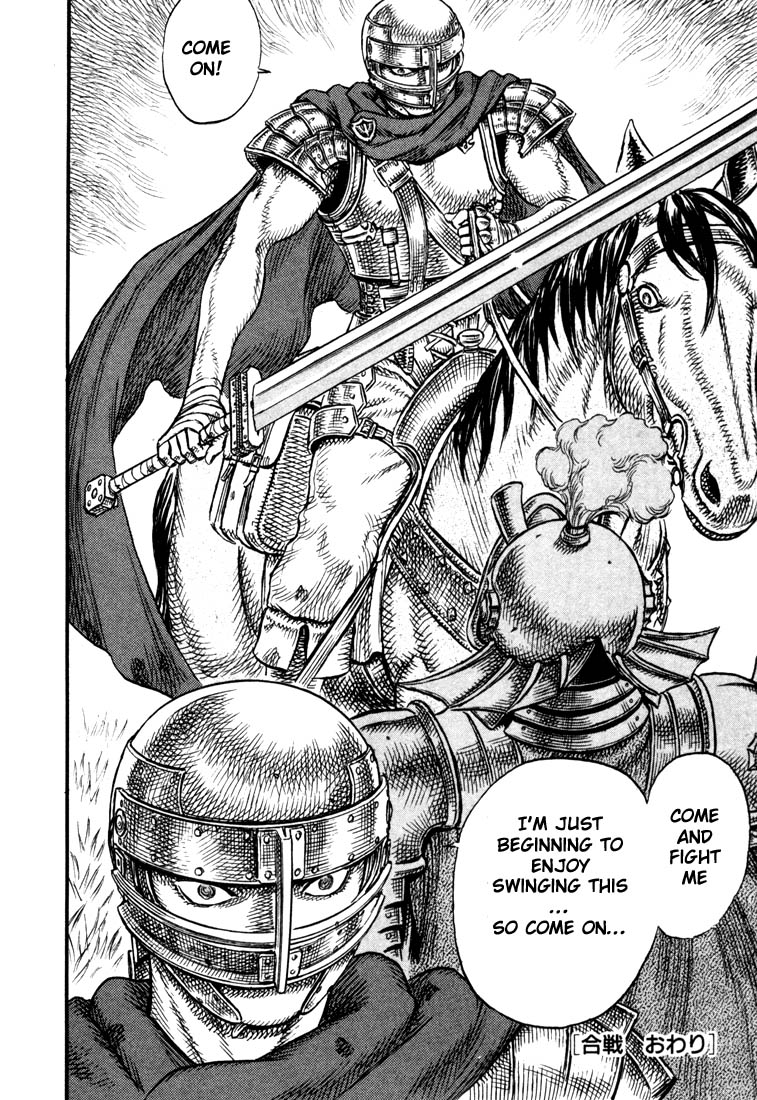 COME
ON!
COME
AND
FIGHT
ME
I'M JUST
BEGINNING TO
ENJOY
SWINGING THIS
...
SO COME ON...
[合戦 おわり]